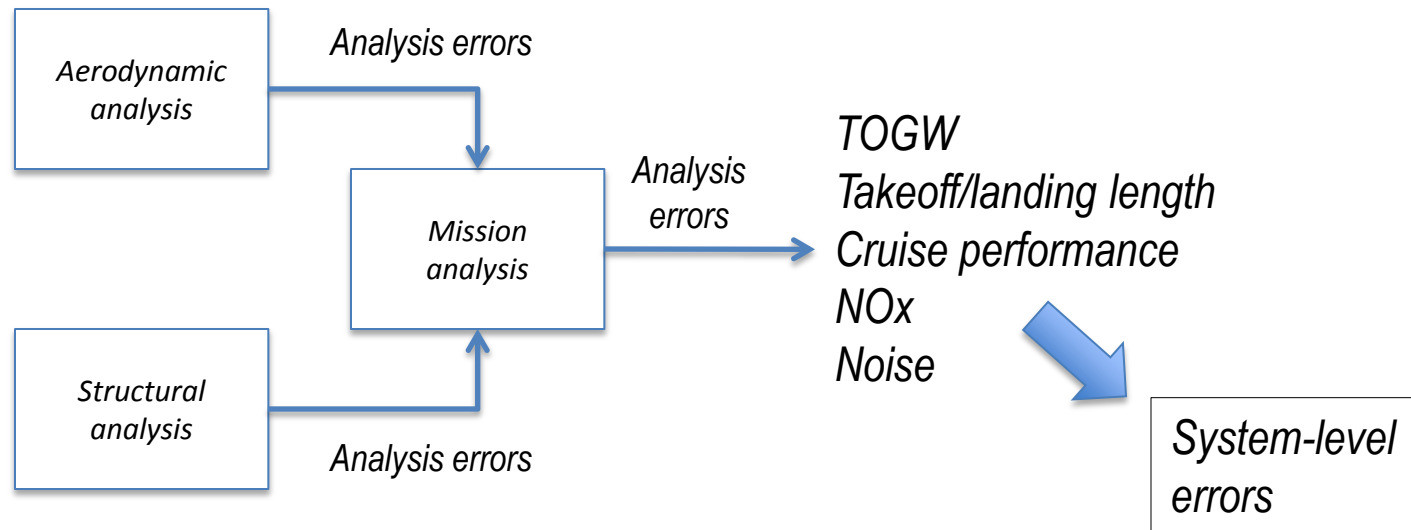 Analysis errors
Aerodynamic
analysis
Mission
analysis
Analysis
errors
TOGW
Takeoff/landing length
Cruise performance
NOx
Noise
Structural
analysis
Analysis errors
System-level
errors